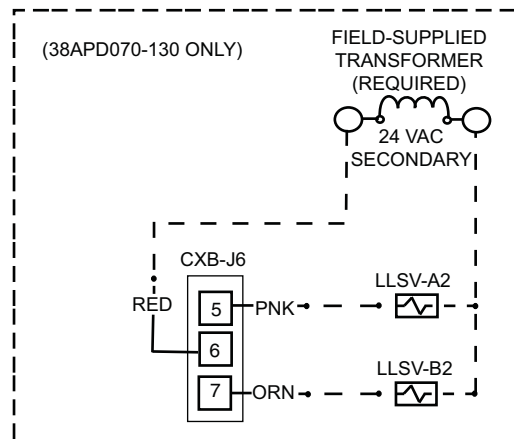 (38APD070-130 ONLY)
FIELD-SUPPLIED
TRANSFORMER
(REQUIRED)
24 VAC
SECONDARY
CXB-J6
LLSV-A2
RED
5
PNK
6
LLSV-B2
7
ORN